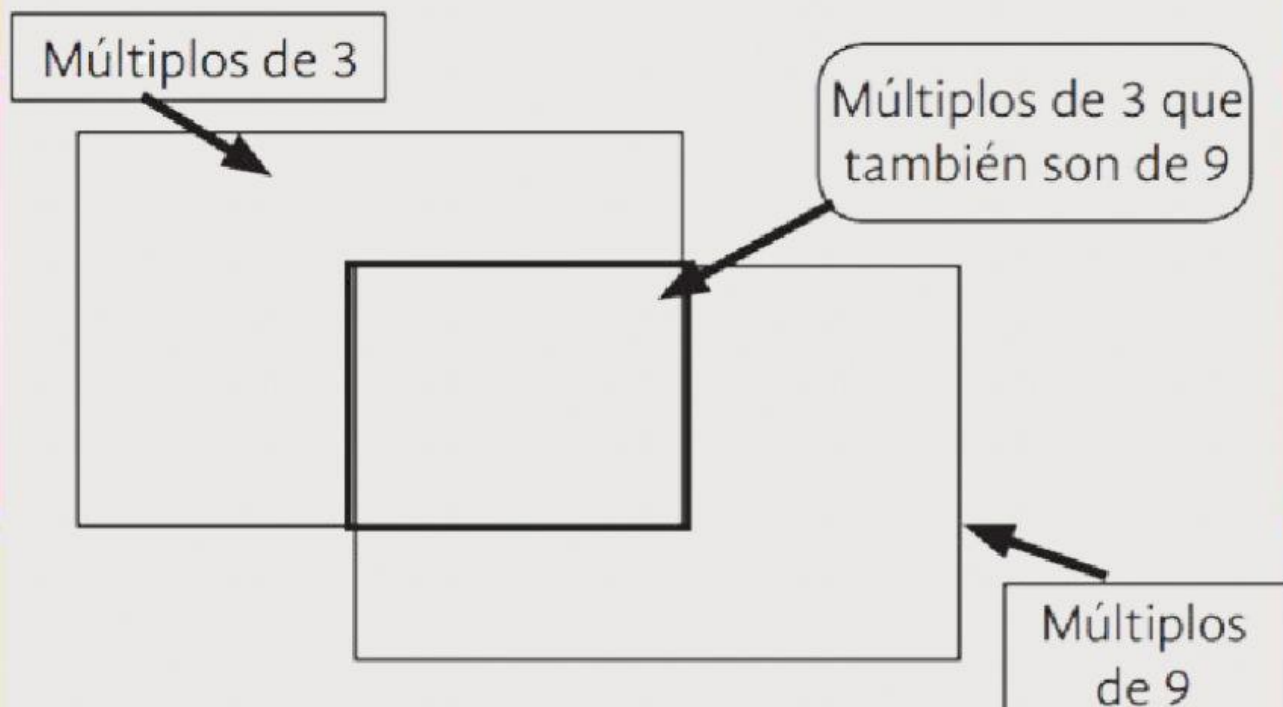 Múltiplos de 3
Múltiplos de 3 que
también son de 9
Múltiplos
de 9